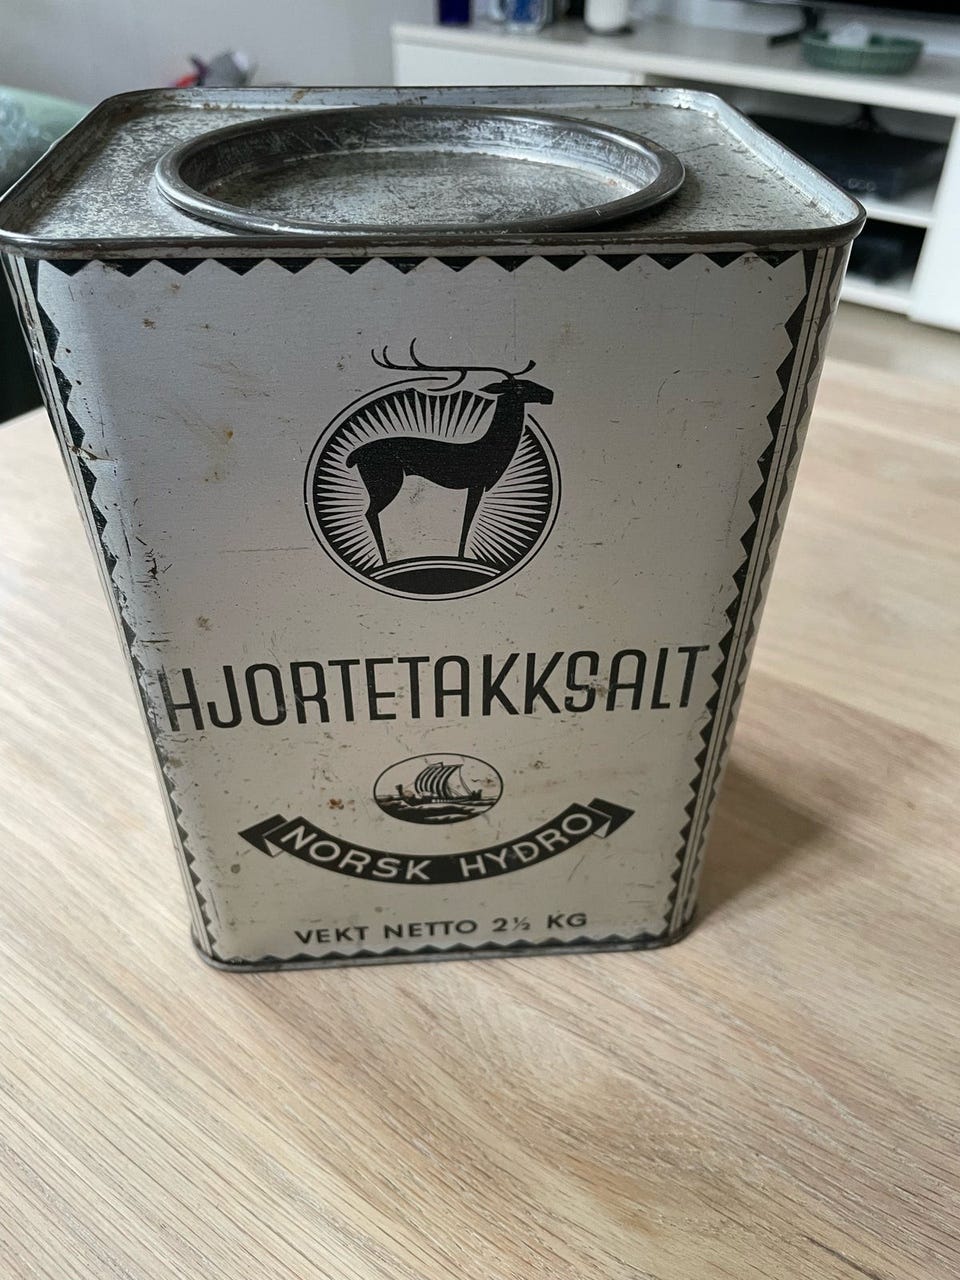 HJORTETAKKSALT
NORSK HYDRO
VEKT NETTO 2½ KG